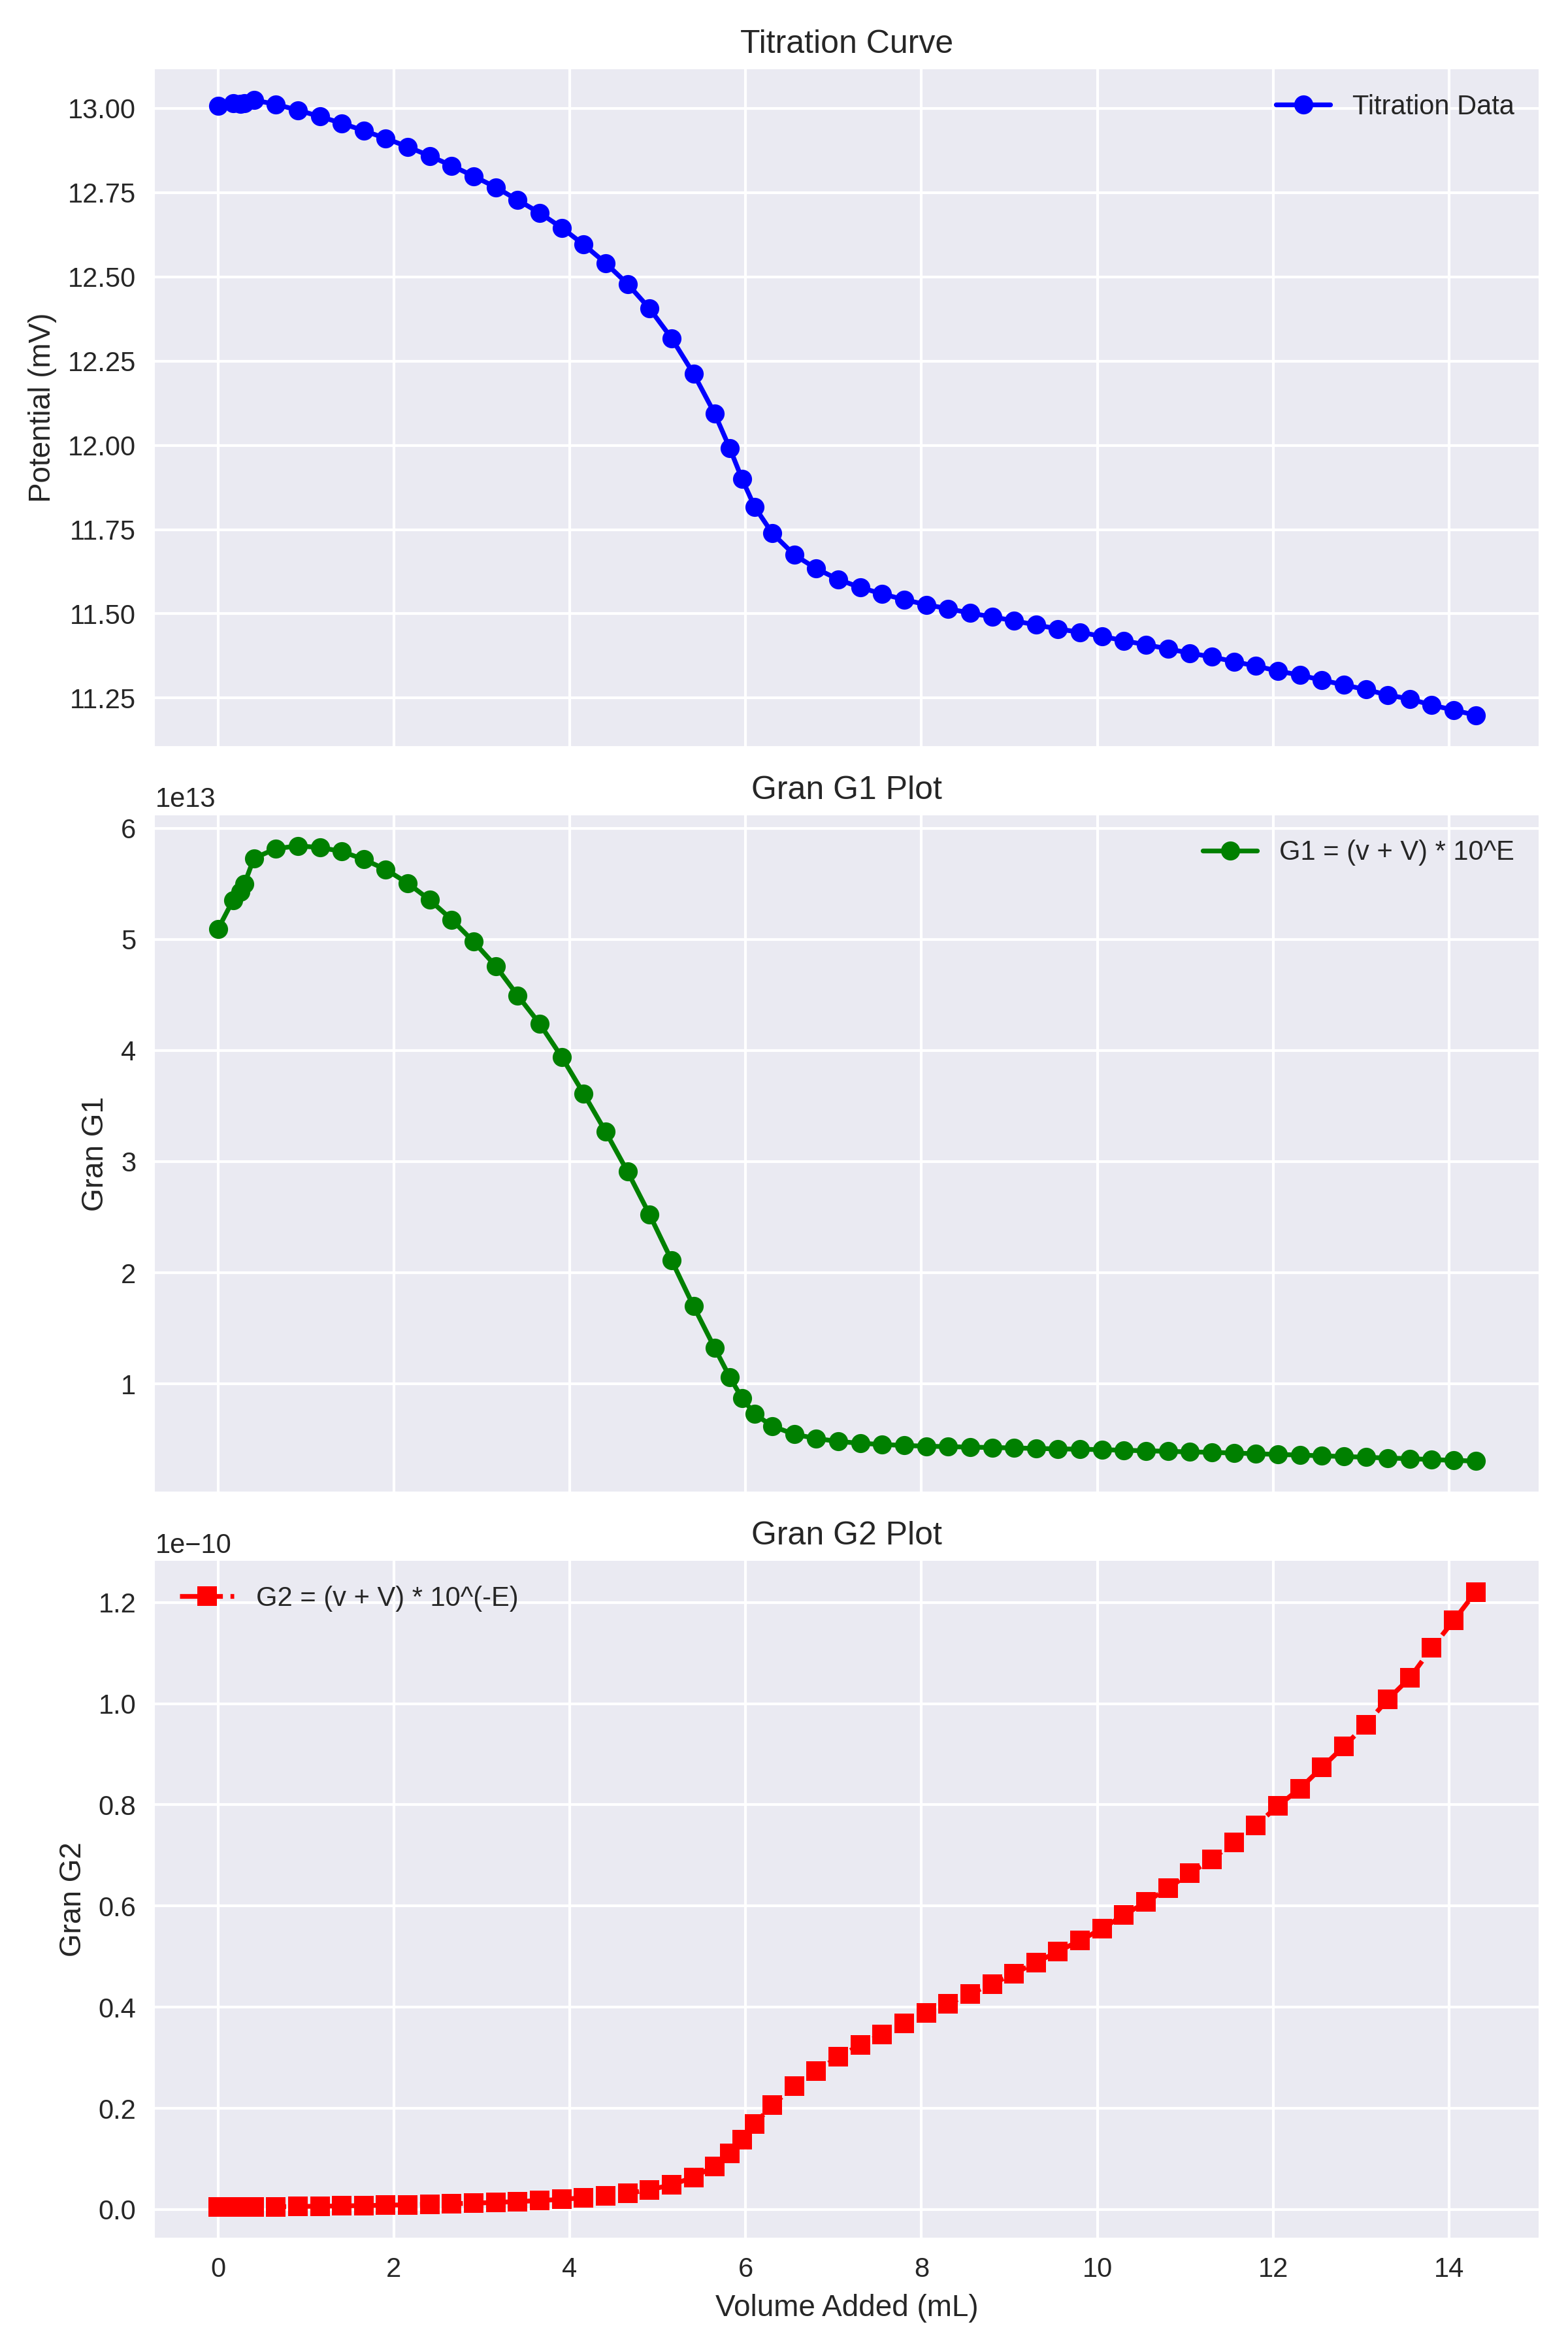 Titration Curve
Titration Data
13.00
12.75
12.50
12.25
12.00
11.75
11.50
11.25
Potential (mV)
Gran G1 Plot
1e13
G1 = (v + V) * 10^E
6
5
4
3
2
1
Gran G1
Gran G2 Plot
1e−10
G2 = (v + V) * 10^(-E)
1.2
1.0
0.8
0.6
0.4
0.2
0.0
Gran G2
0 2 4 6 8 10 12 14
Volume Added (mL)